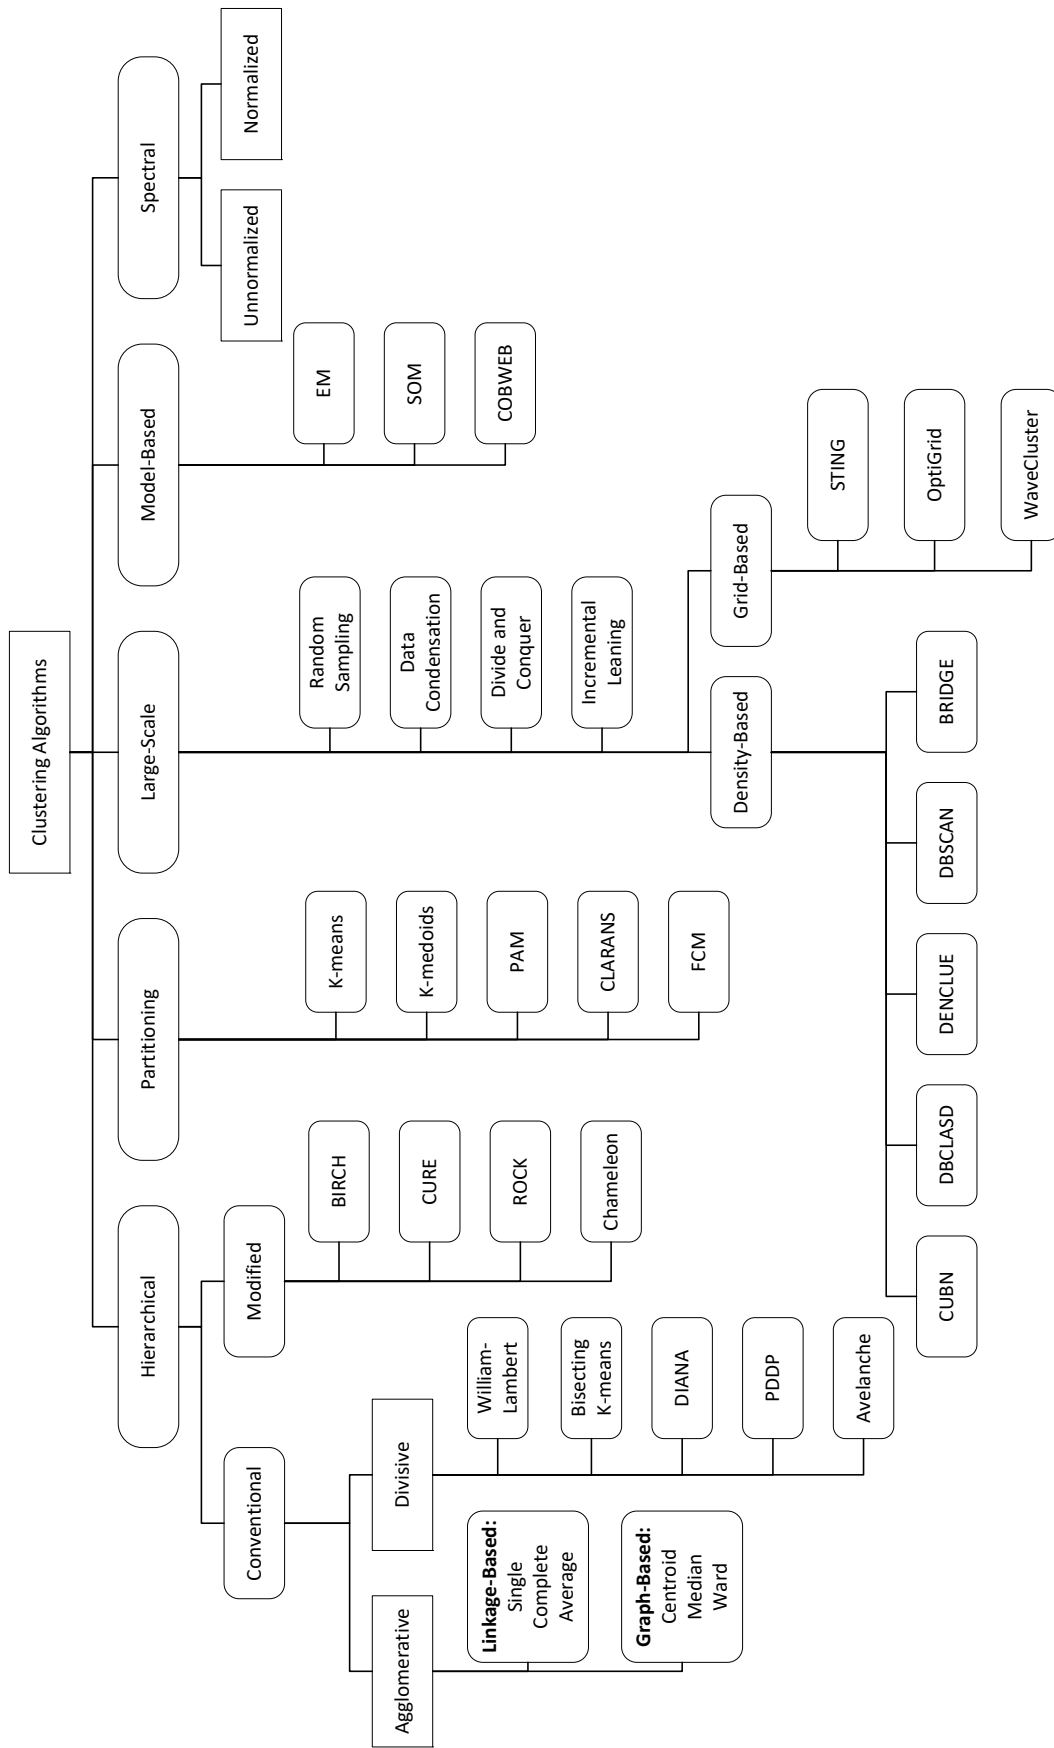 Clustering Algorithms
Hierarchical
Partitioning
Large-Scale
Model-Based
Spectral
Conventional
Modified
Agglomerative
Divisive
Linkage-Based:
Single
Complete
Average
Graph-Based:
Centroid
Median
Ward
William-
Lambert
Bisecting
K-means
DIANA
PDDP
Avelanche
BIRCH
CURE
ROCK
Chameleon
K-means
K-medoids
PAM
CLARANS
FCM
Random
Sampling
Data
Condensation
Divide and
Conquer
Incremental
Leaning
Density-Based
Grid-Based
CUBN
DBCLASD
DENCLUE
DBSCAN
BRIDGE
STING
OptiGrid
WaveCluster
EM
SOM
COBWEB
Unnormalized
Normalized